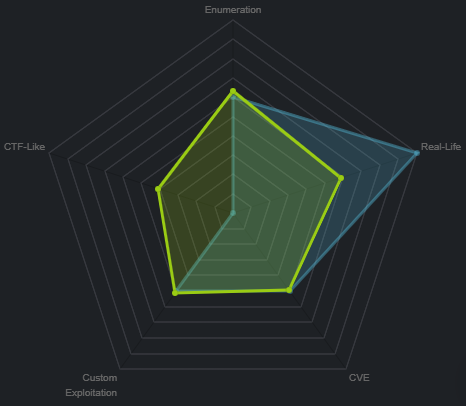 Enumeration
CTF-Like
Real-Life
Custom
Exploitation
CVE